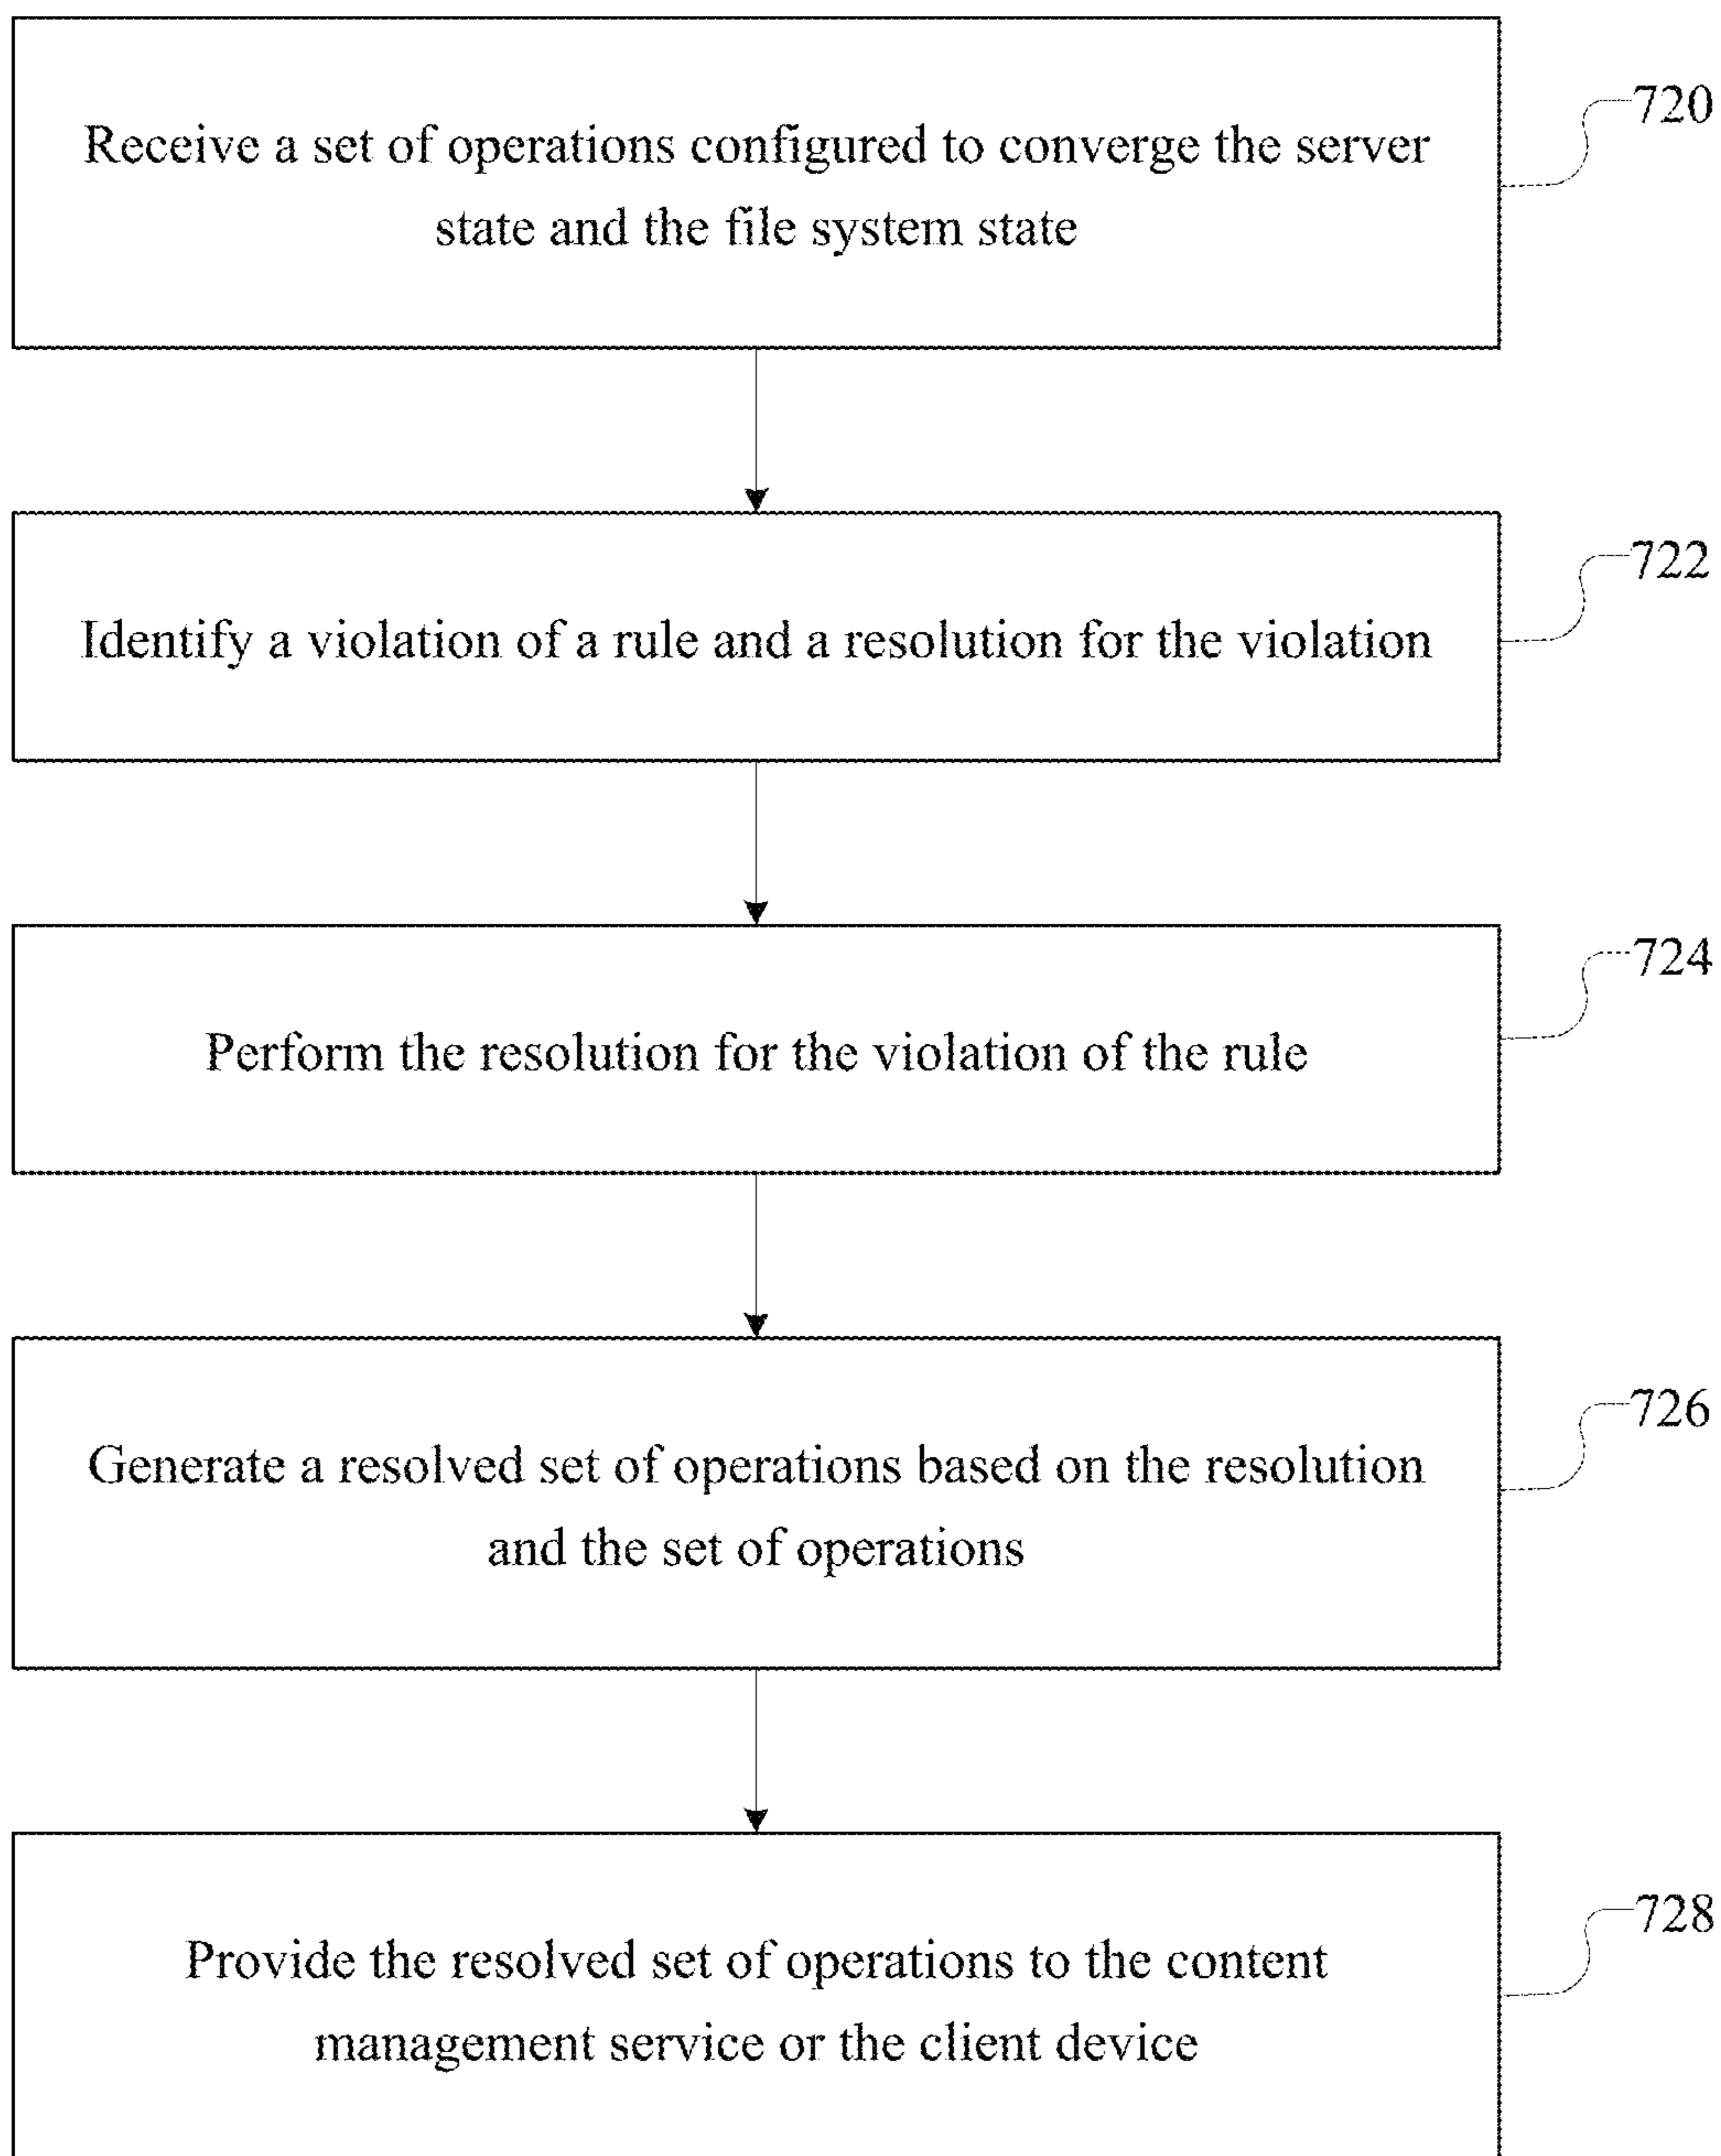 Receive a set of operations configured to converge the server
state and the file system state
720
Identify a violation of a rule and a resolution for the violation
722
Perform the resolution for the violation of the rule
724
Generate a resolved set of operations based on the resolution
and the set of operations
726
Provide the resolved set of operations to the content
management service or the client device
728